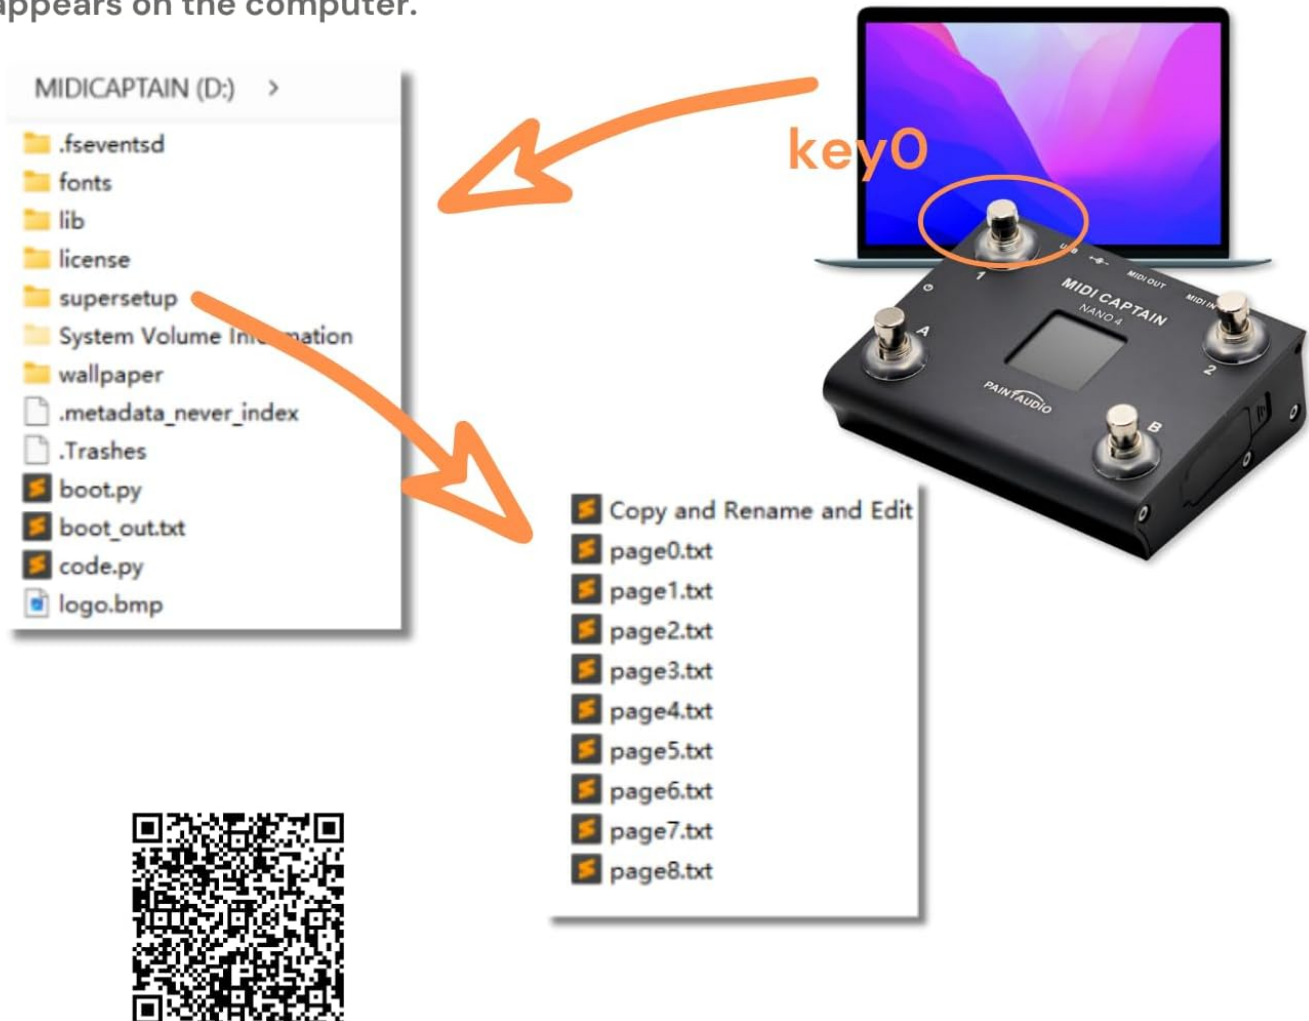 appears on the computer.
MIDICAPTAIN (D:) >
.fseventsd
fonts
lib
license
supersetup
System Volume Information
wallpaper
.metadata_never_index
.Trashes
boot.py
boot_out.txt
code.py
logo.bmp
key0
USB
MIDI OUT
MIDI IN
1
MIDI CAPTAIN
NANO 4
A
2
PAINTAUDIO
B
Copy and Rename and Edit
page0.txt
page1.txt
page2.txt
page3.txt
page4.txt
page5.txt
page6.txt
page7.txt
page8.txt